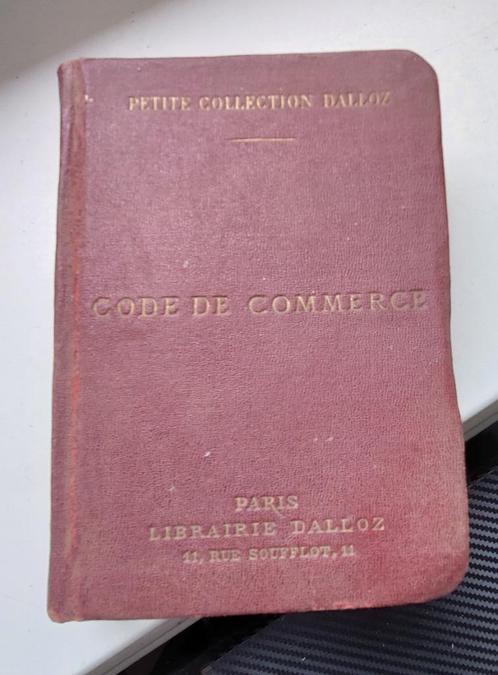 PETITE COLLECTION DALLOZ
CODE DE COMMERCE
PARIS
LIBRAIRIE DALLOZ
11, RUE SOUFFLOT, 11